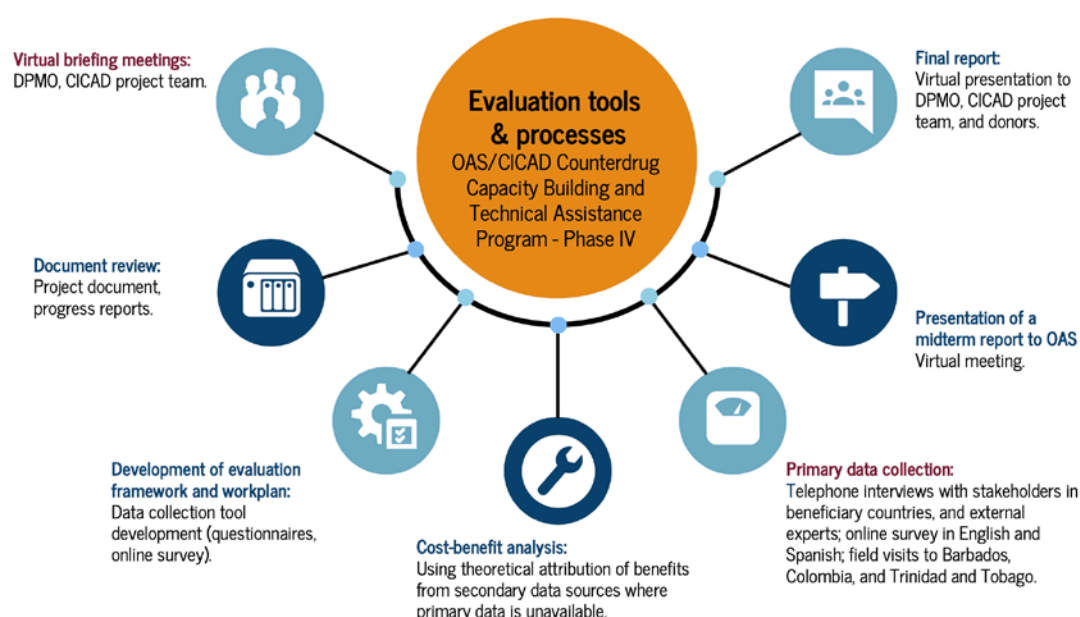 Evaluation tools
& processes
OAS/CICAD Counterdrug
Capacity Building and
Technical Assistance
Program - Phase IV
Virtual briefing meetings:
DPMO, CICAD project team.
Document review:
Project document,
progress reports.
Development of evaluation
framework and workplan:
Data collection tool
development (questionnaires,
online survey).
Cost-benefit analysis:
Using theoretical attribution of benefits
from secondary data sources where
primary data is unavailable.
Primary data collection:
Telephone interviews with stakeholders in
beneficiary countries, and external
experts; online survey in English and
Spanish; field visits to Barbados,
Colombia, and Trinidad and Tobago.
Presentation of a
midterm report to OAS
Virtual meeting.
Final report:
Virtual presentation to
DPMO, CICAD project
team, and donors.